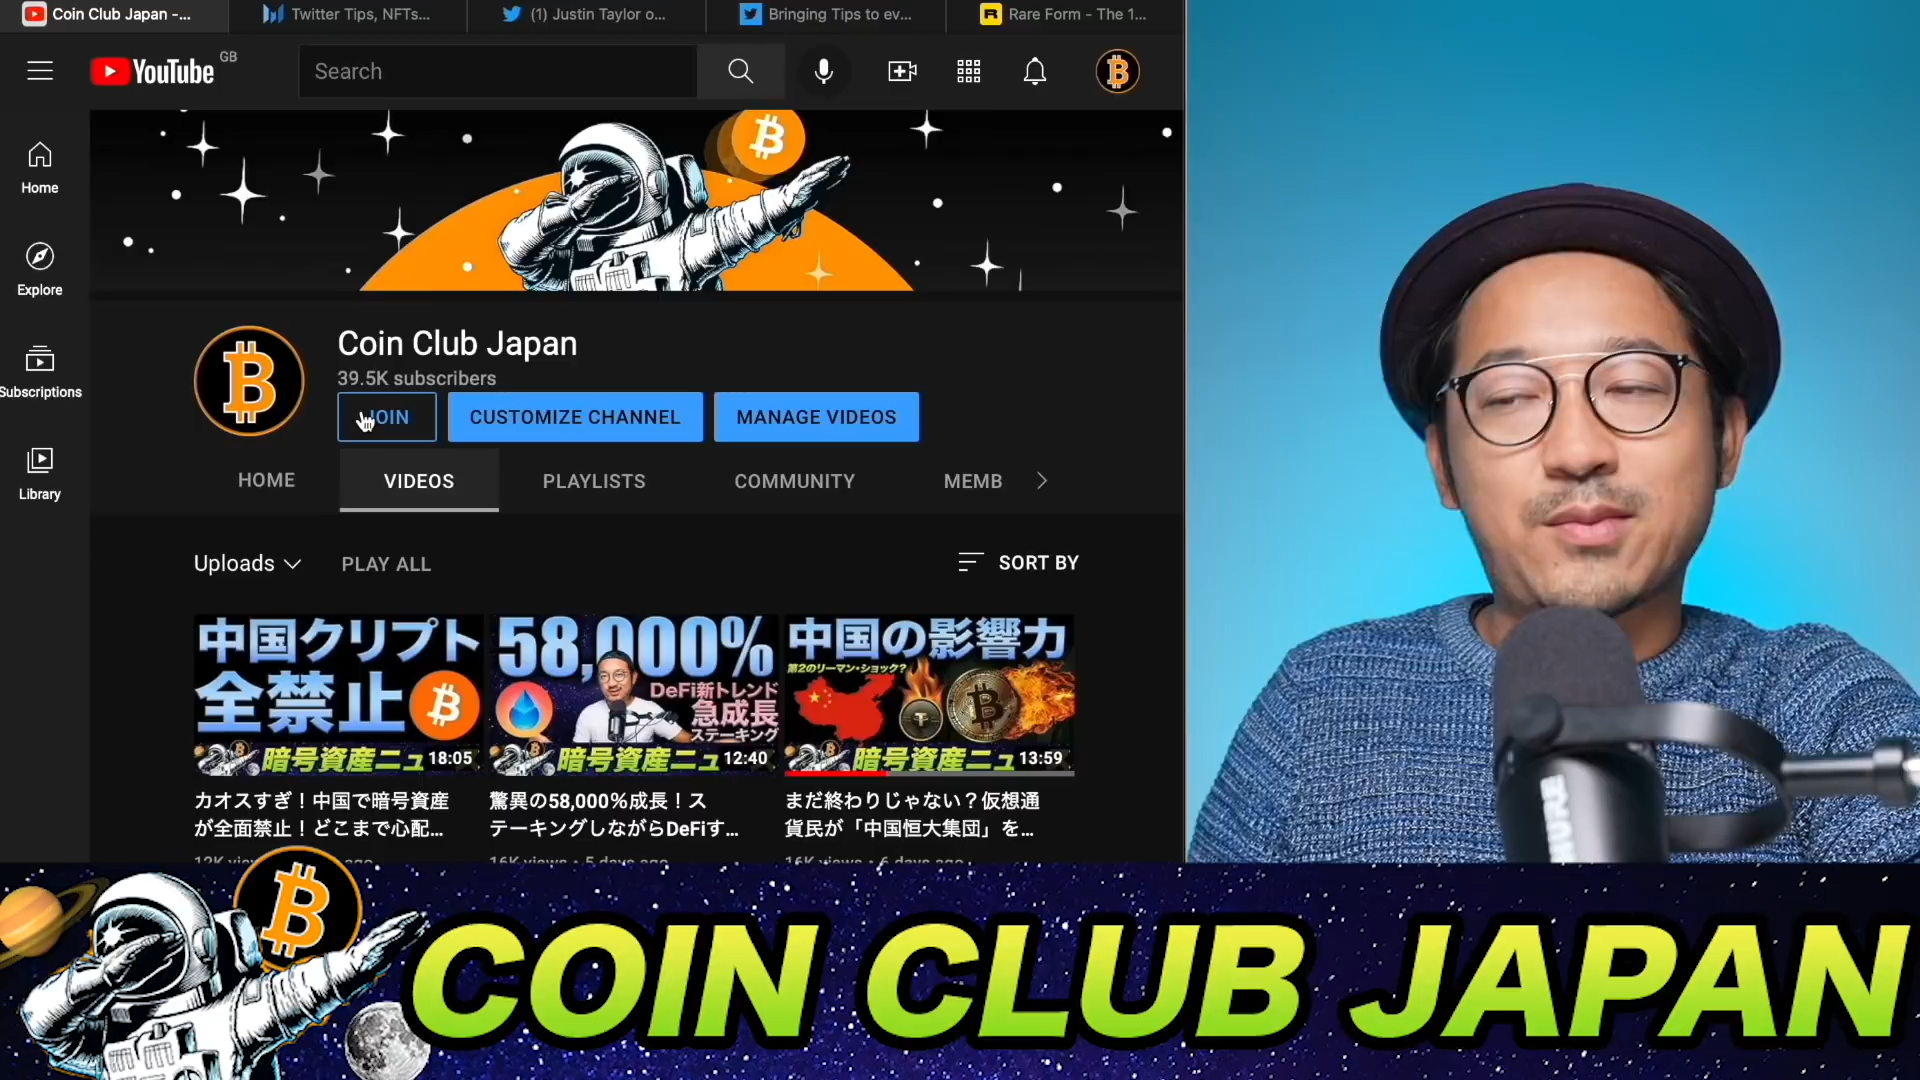 Coin Club Japan -...
Twitter Tips, NFTs...
(1) Justin Taylor o...
Bringing Tips to ev...
Rare Form - The 1...
YouTube GB
Search
Home
Explore
Subscriptions
Library
Coin Club Japan
39.5K subscribers
JOIN
CUSTOMIZE CHANNEL
MANAGE VIDEOS
HOME
VIDEOS
PLAYLISTS
COMMUNITY
MEMB
Uploads
PLAY ALL
SORT BY
中国クリプト
全禁止
暗号資産ニュ
18:05
58,000%
DeFi新トレンド
急成長
ステーキング
暗号資産ニュ
12:40
中国の影響力
第2のリーマン・ショック?
暗号資産ニュ
13:59
カオスすぎ！中国で暗号資産
が全面禁止！どこまで心配...
驚異の58,000%成長！ス
テーキングしながらDeFiす...
まだ終わりじゃない？仮想通
貨民が「中国恒大集団」を...
16K views • 5 days ago
16K views • 6 days ago
COIN CLUB JAPAN